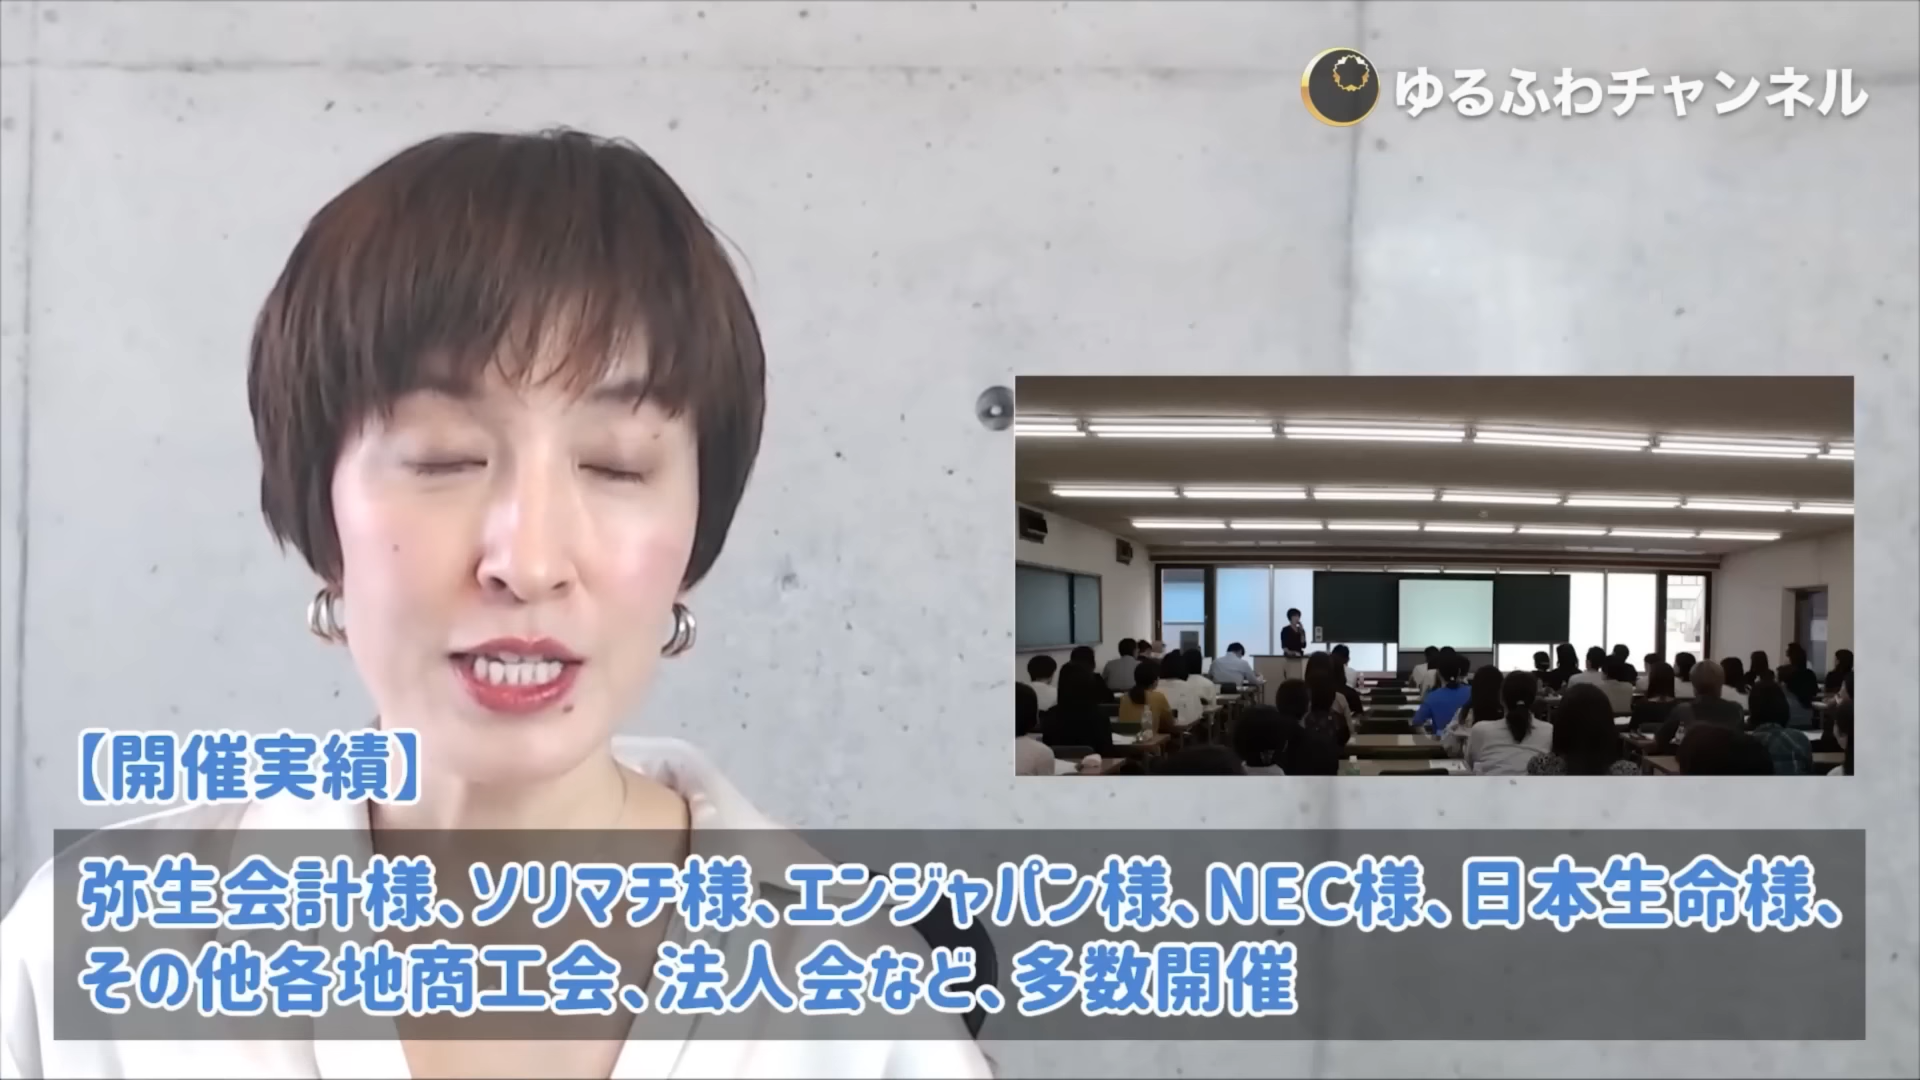 ゆるふわチャンネル
【開催実績】
弥生会計様、ソリマチ様、エンジャパン様、NEC様、日本生命様、
その他各地商工会、法人会など、多数開催